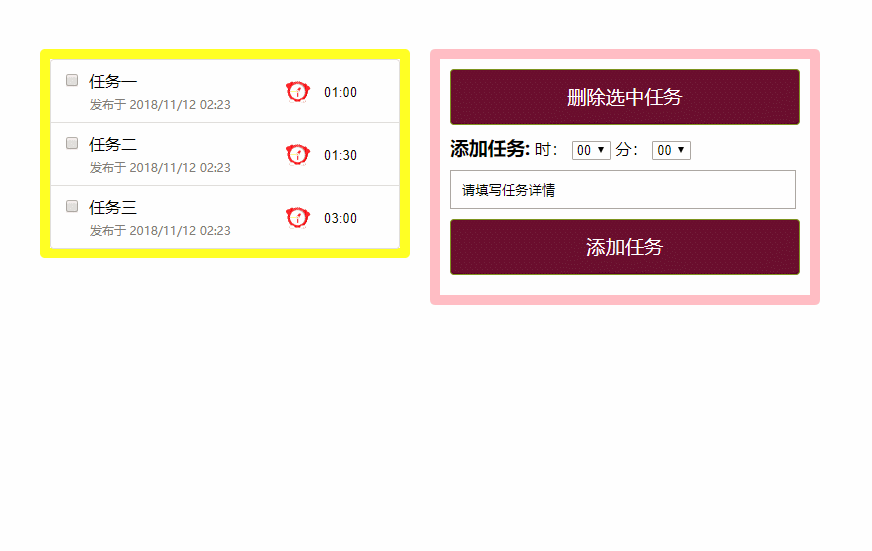 任务一
发布于 2018/11/12 02:23
01:00
任务二
发布于 2018/11/12 02:23
01:30
任务三
发布于 2018/11/12 02:23
03:00
删除选中任务
添加任务: 时: 00 分: 00
请填写任务详情
添加任务